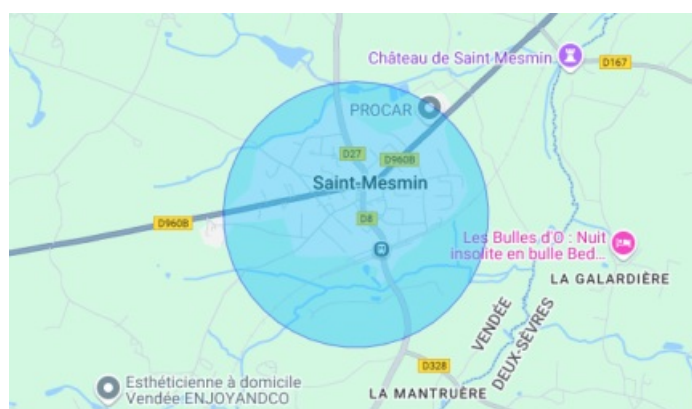 Château de Saint Mesmin
D167
PROCAR
D27
D960B
Saint-Mesmin
D8
D960B
Les Bulles d'O : Nuit
insolite en bulle Bed...
LA GALARDIÈRE
VENDÉE
DEUX-SÈVRES
D328
Esthéticienne à domicile
Vendée ENJOYANDCO
LA MANTRUÈRE